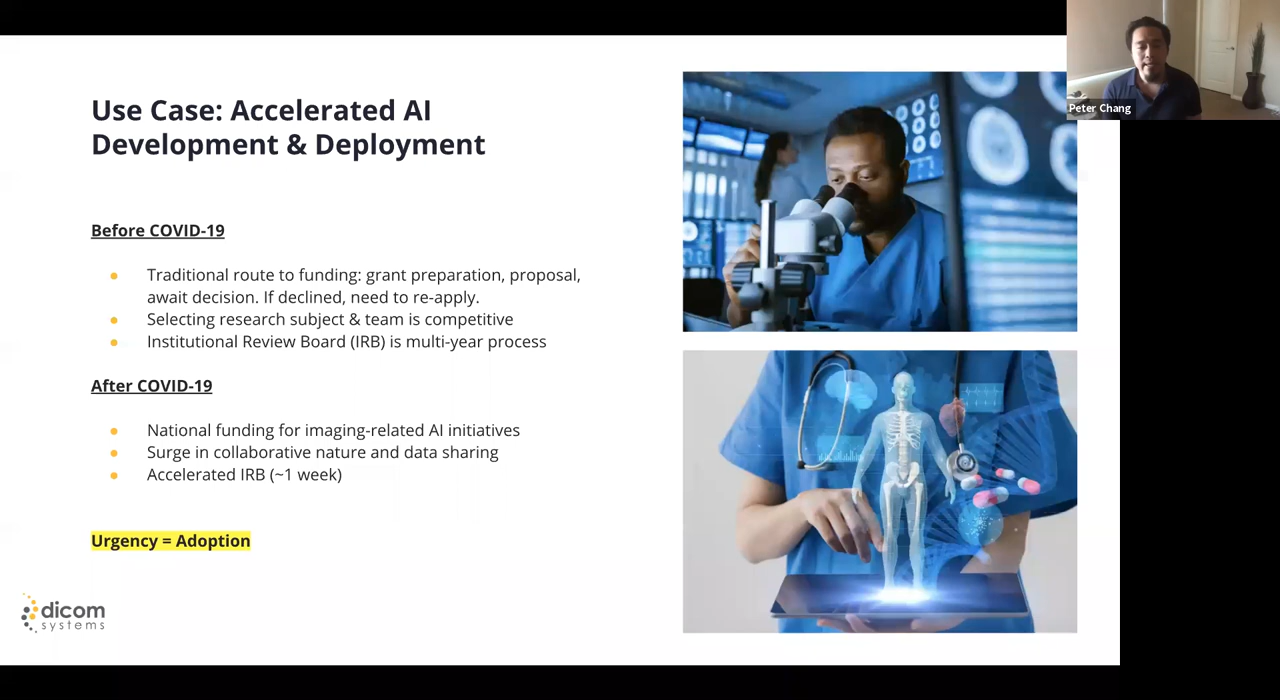 Peter Chang
Use Case: Accelerated AI
Development & Deployment
Before COVID-19
Traditional route to funding: grant preparation, proposal,
await decision. If declined, need to re-apply.
Selecting research subject & team is competitive
Institutional Review Board (IRB) is multi-year process
After COVID-19
National funding for imaging-related AI initiatives
Surge in collaborative nature and data sharing
Accelerated IRB (~1 week)
Urgency = Adoption
dicom
systems